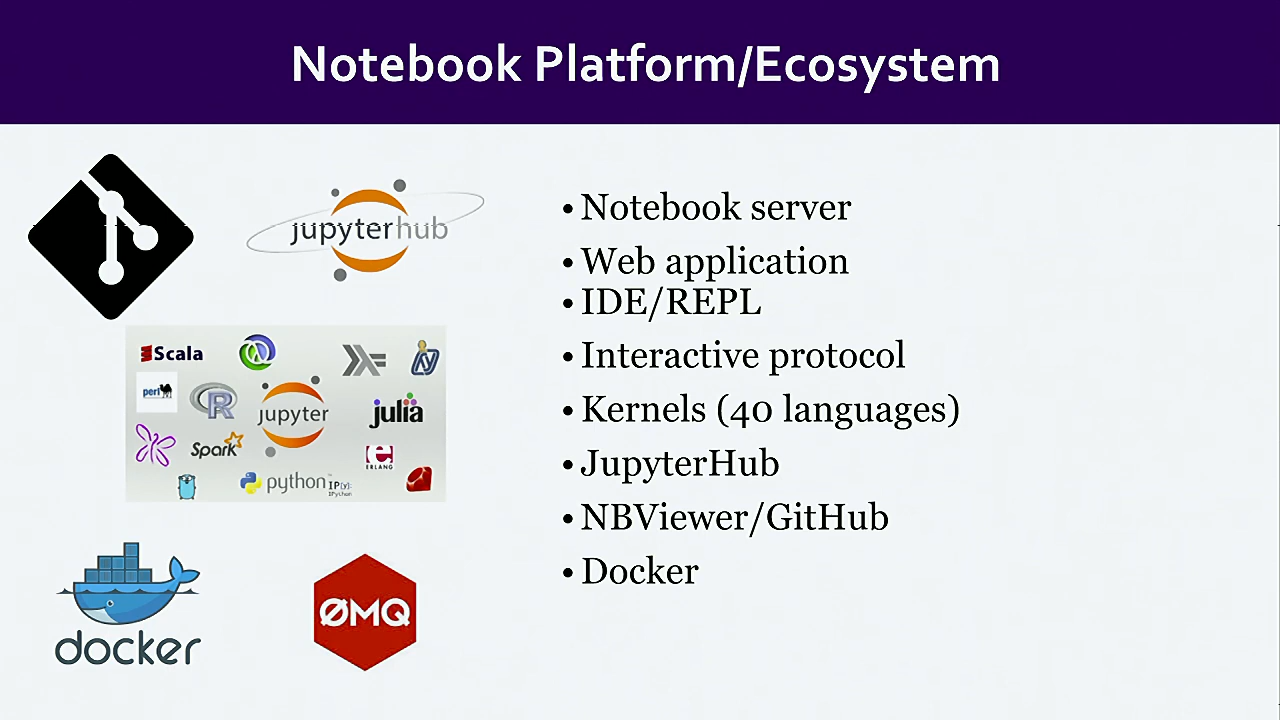 Notebook Platform/Ecosystem
jupyterhub
• Notebook server
• Web application
• IDE/REPL
• Interactive protocol
• Kernels (40 languages)
• JupyterHub
• NBViewer/GitHub
• Docker
Scala
perl
R
jupyter
julia
Spark
ERLANG
python
IP[y]:
IPython
docker
ØMQ